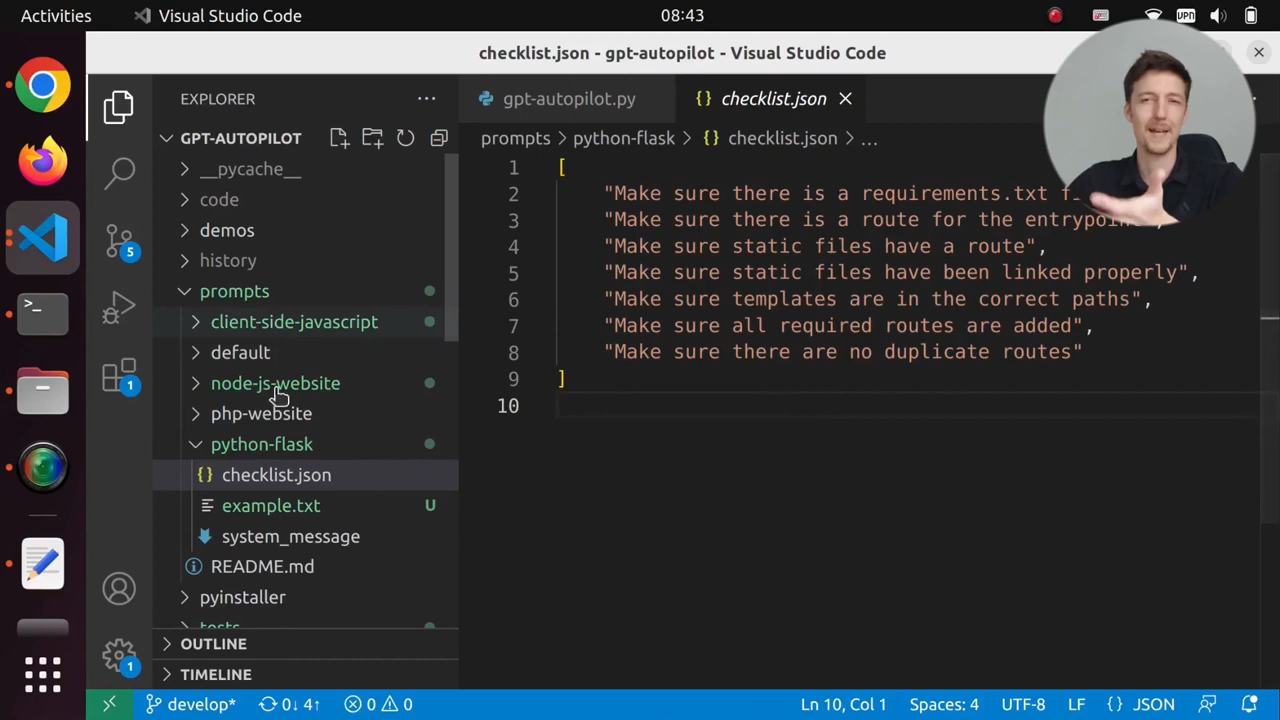 Activities
Visual Studio Code
08:43
VPN
checklist.json - gpt-autopilot - Visual Studio Code
EXPLORER
gpt-autopilot.py
checklist.json
GPT-AUTOPILOT
prompts > python-flask > {} checklist.json > ...
__pycache__
code
demos
history
prompts
client-side-javascript
default
node-js-website
php-website
python-flask
{} checklist.json
example.txt U
system_message
README.md
pyinstaller
tests
OUTLINE
TIMELINE
5
1
1
1 [
2 "Make sure there is a requirements.txt
3 "Make sure there is a route for the
4 "Make sure static files have a route",
5 "Make sure static files have been linked properly",
6 "Make sure templates are in the correct paths",
7 "Make sure all required routes are added",
8 "Make sure there are no duplicate routes"
9 ]
10
develop*
0↓ 4↑
0
0
Ln 10, Col 1
Spaces: 4
UTF-8
LF
{} JSON